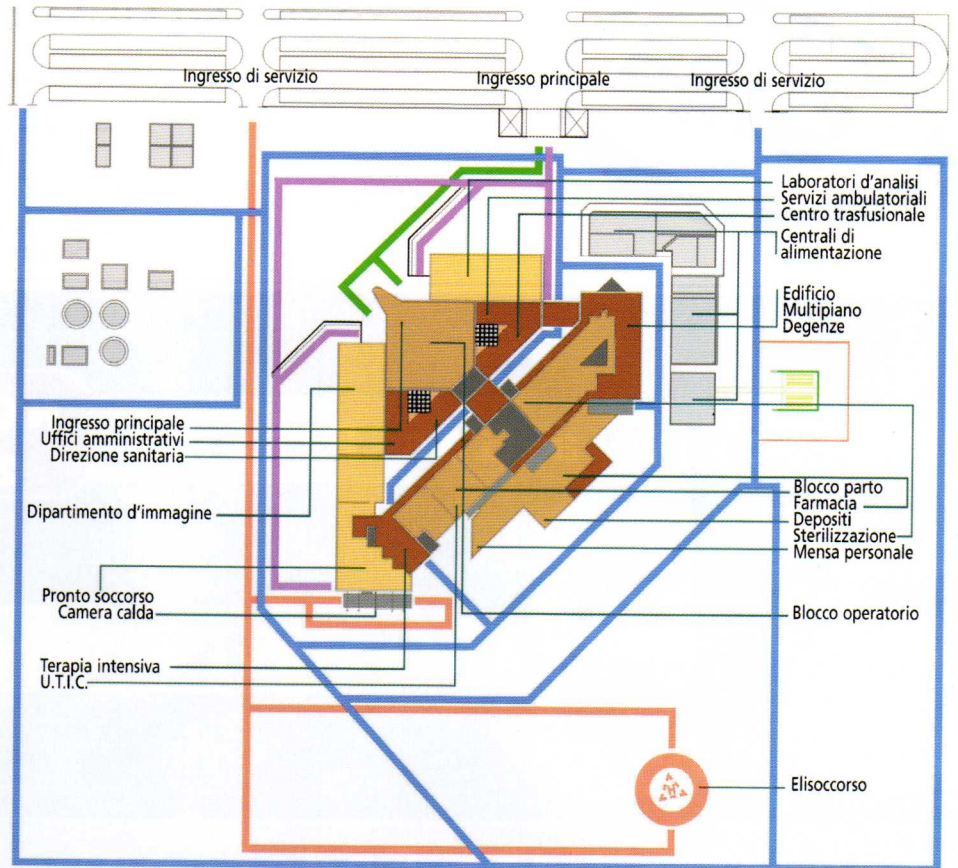 Ingresso di servizio
Ingresso principale
Ingresso di servizio
Laboratori d'analisi
Servizi ambulatoriali
Centro trasfusionale
Centrali di
alimentazione
Edificio
Multipiano
Degenze
Ingresso principale
Uffici amministrativi
Direzione sanitaria
Dipartimento d'immagine
Blocco parto
Farmacia
Depositi
Sterilizzazione
Mensa personale
Pronto soccorso
Camera calda
Blocco operatorio
Terapia intensiva
U.T.I.C.
Elisoccorso